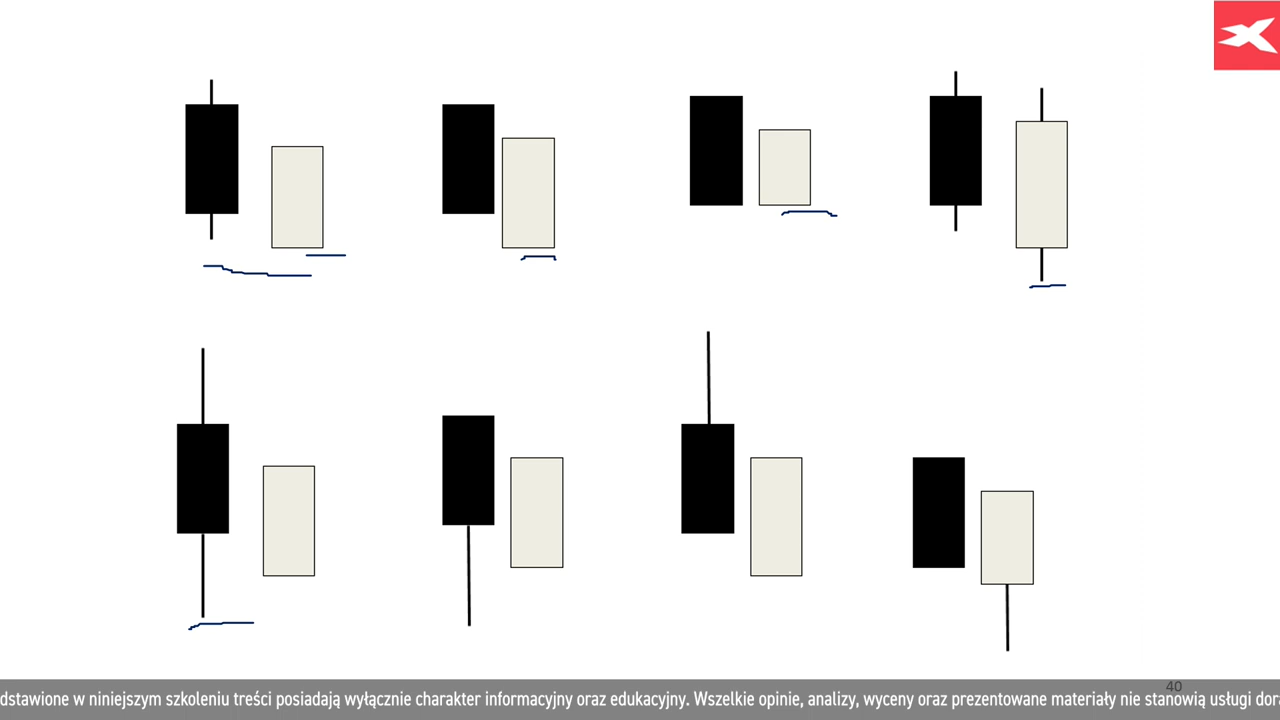 40
dstawione w niniejszym szkoleniu treści posiadają wyłącznie charakter informacyjny oraz edukacyjny. Wszelkie opinie, analizy, wyceny oraz prezentowane materiały nie stanowią usługi dor